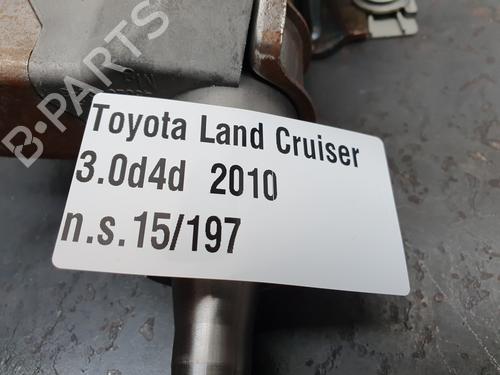 B-PARTS
Toyota Land Cruiser
3.0d4d 2010
n.s.15/197